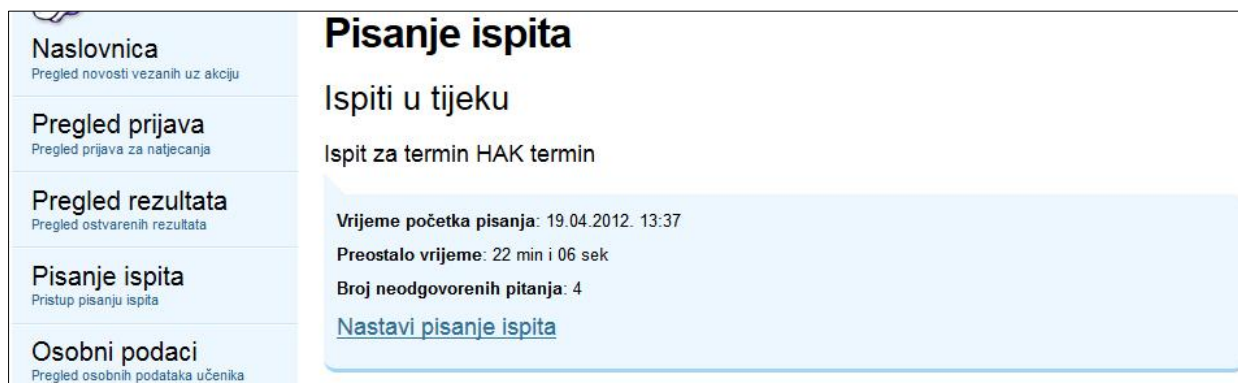 Naslovnica
Pregled novosti vezanih uz akciju
Pregled prijava
Pregled prijava za natjecanja
Pregled rezultata
Pregled ostvarenih rezultata
Pisanje ispita
Pristup pisanju ispita
Osobni podaci
Pregled osobnih podataka učenika
Pisanje ispita
Ispiti u tijeku
Ispit za termin HAK termin
Vrijeme početka pisanja: 19.04.2012. 13:37
Preostalo vrijeme: 22 min i 06 sek
Broj neodgovorenih pitanja: 4
Nastavi pisanje ispita